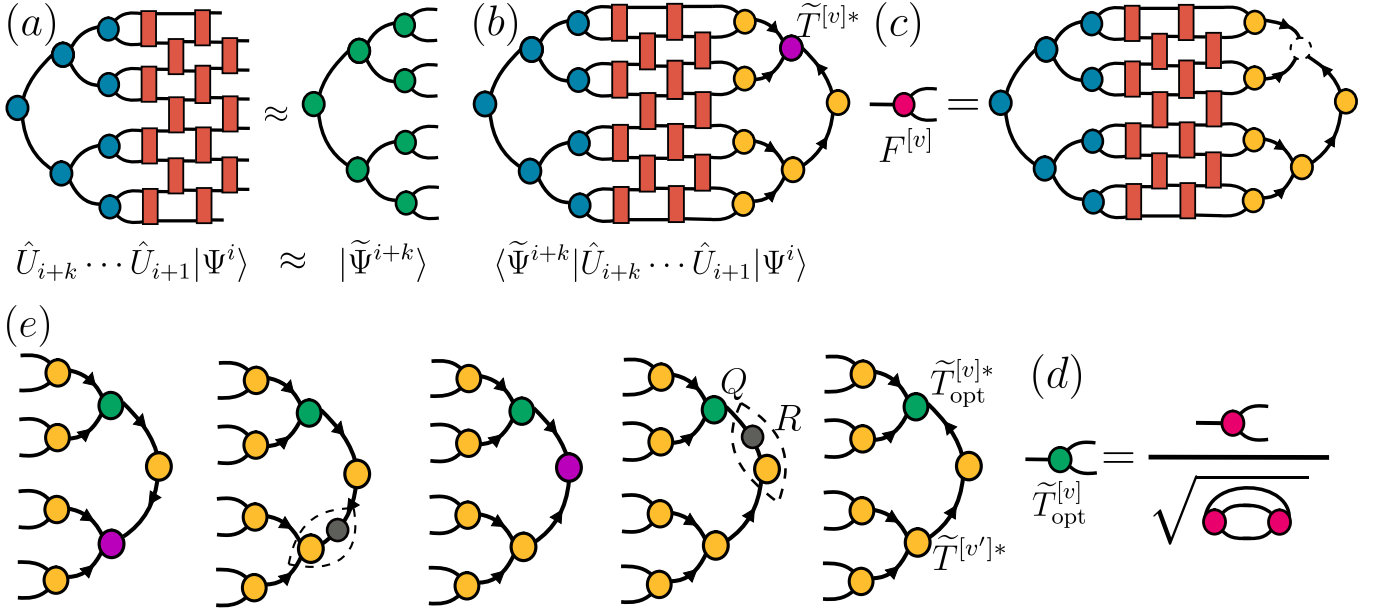 (a)
≈
(b)
T̃^{[v]*}
(c)
F^{[v]}
=
Û_{i+k} ⋯ Û_{i+1}|Ψ^i⟩ ≈ |Ψ̃^{i+k}⟩
⟨Ψ̃^{i+k}|Û_{i+k} ⋯ Û_{i+1}|Ψ^i⟩
(e)
Q
R
T̃_{opt}^{[v]*}
T̃^{[v']*}
(d)
T̃_{opt}^{[v]}
=
√